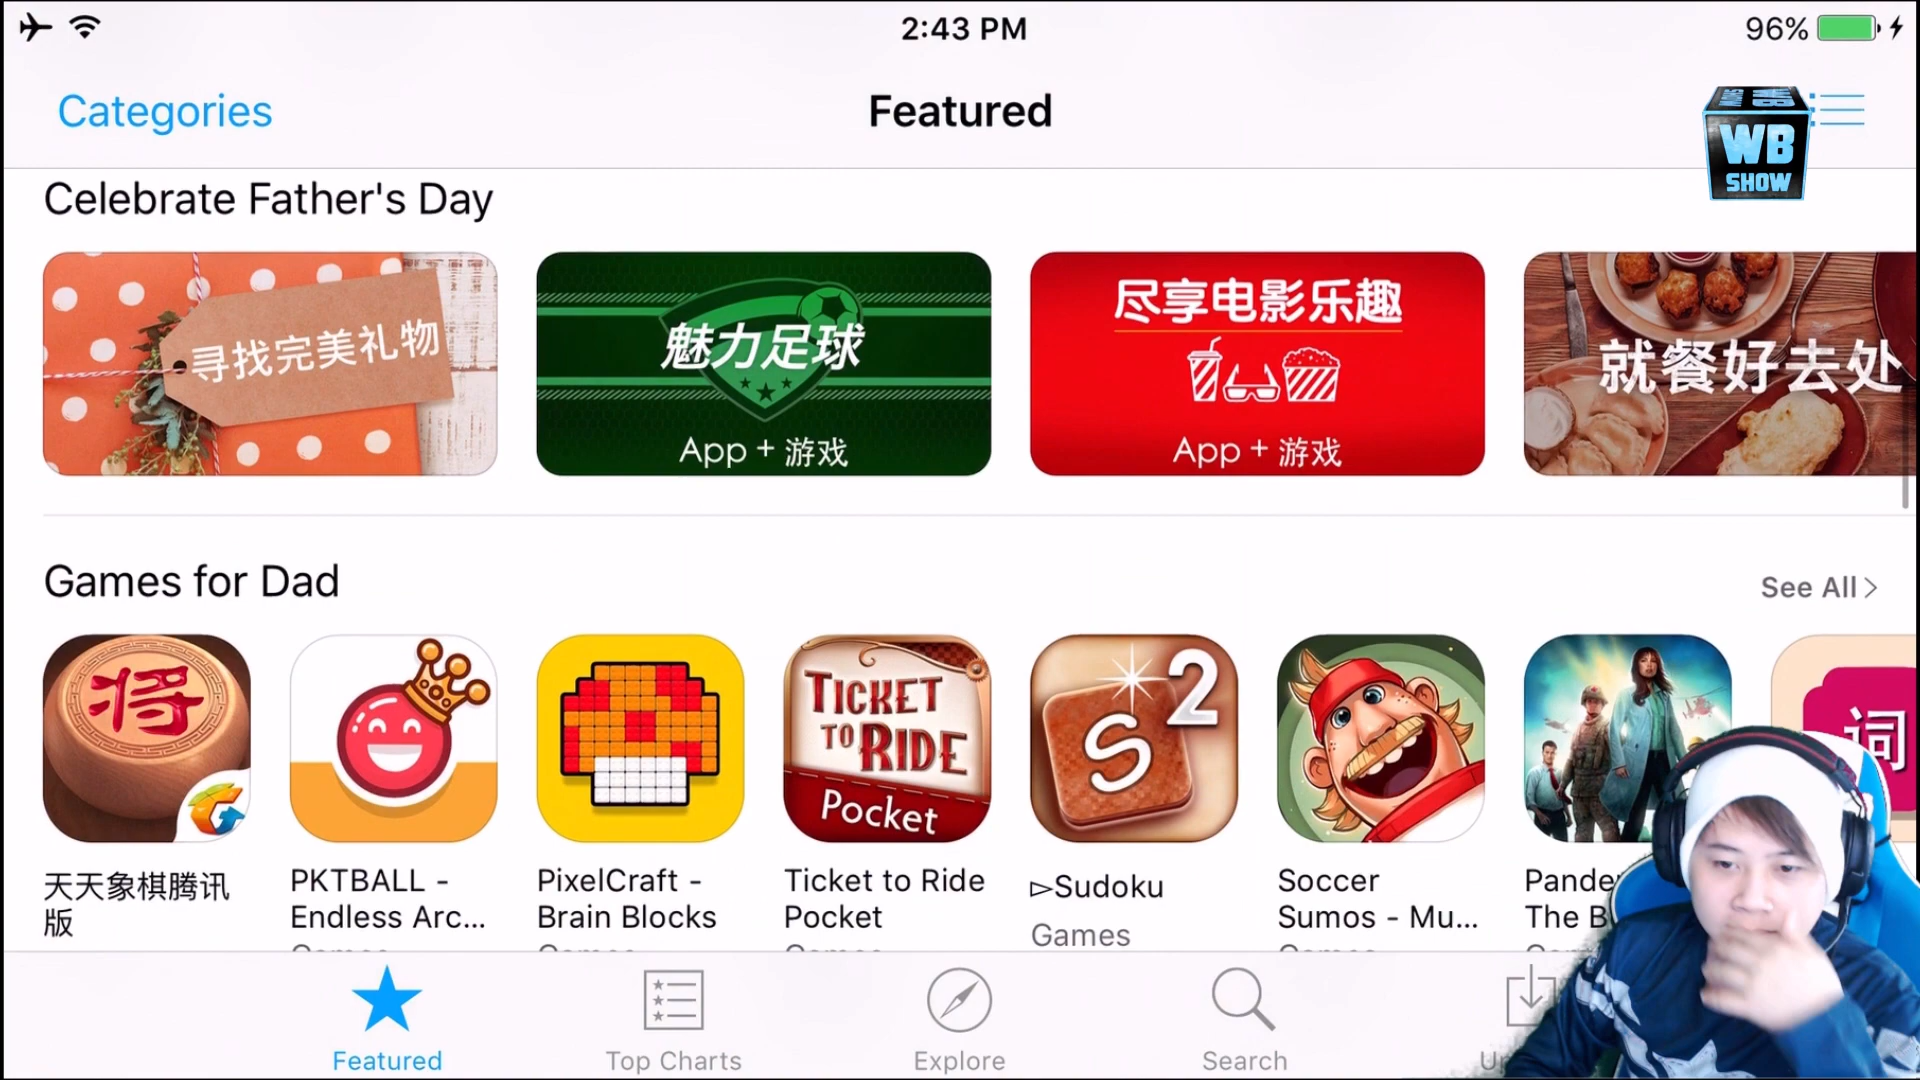 2:43 PM
96%
Categories
Featured
WB
SHOW
WB
SHOW
Celebrate Father's Day
寻找完美礼物
魅力足球
App + 游戏
尽享电影乐趣
App + 游戏
就餐好去处
Games for Dad
See All
将
TICKET
TO RIDE
Pocket
S2
词
天天象棋腾讯
版
PKTBALL -
Endless Arc...
PixelCraft -
Brain Blocks
Ticket to Ride
Pocket
▻Sudoku
Games
Soccer
Sumos - Mu...
The B
Featured
Top Charts
Explore
Search